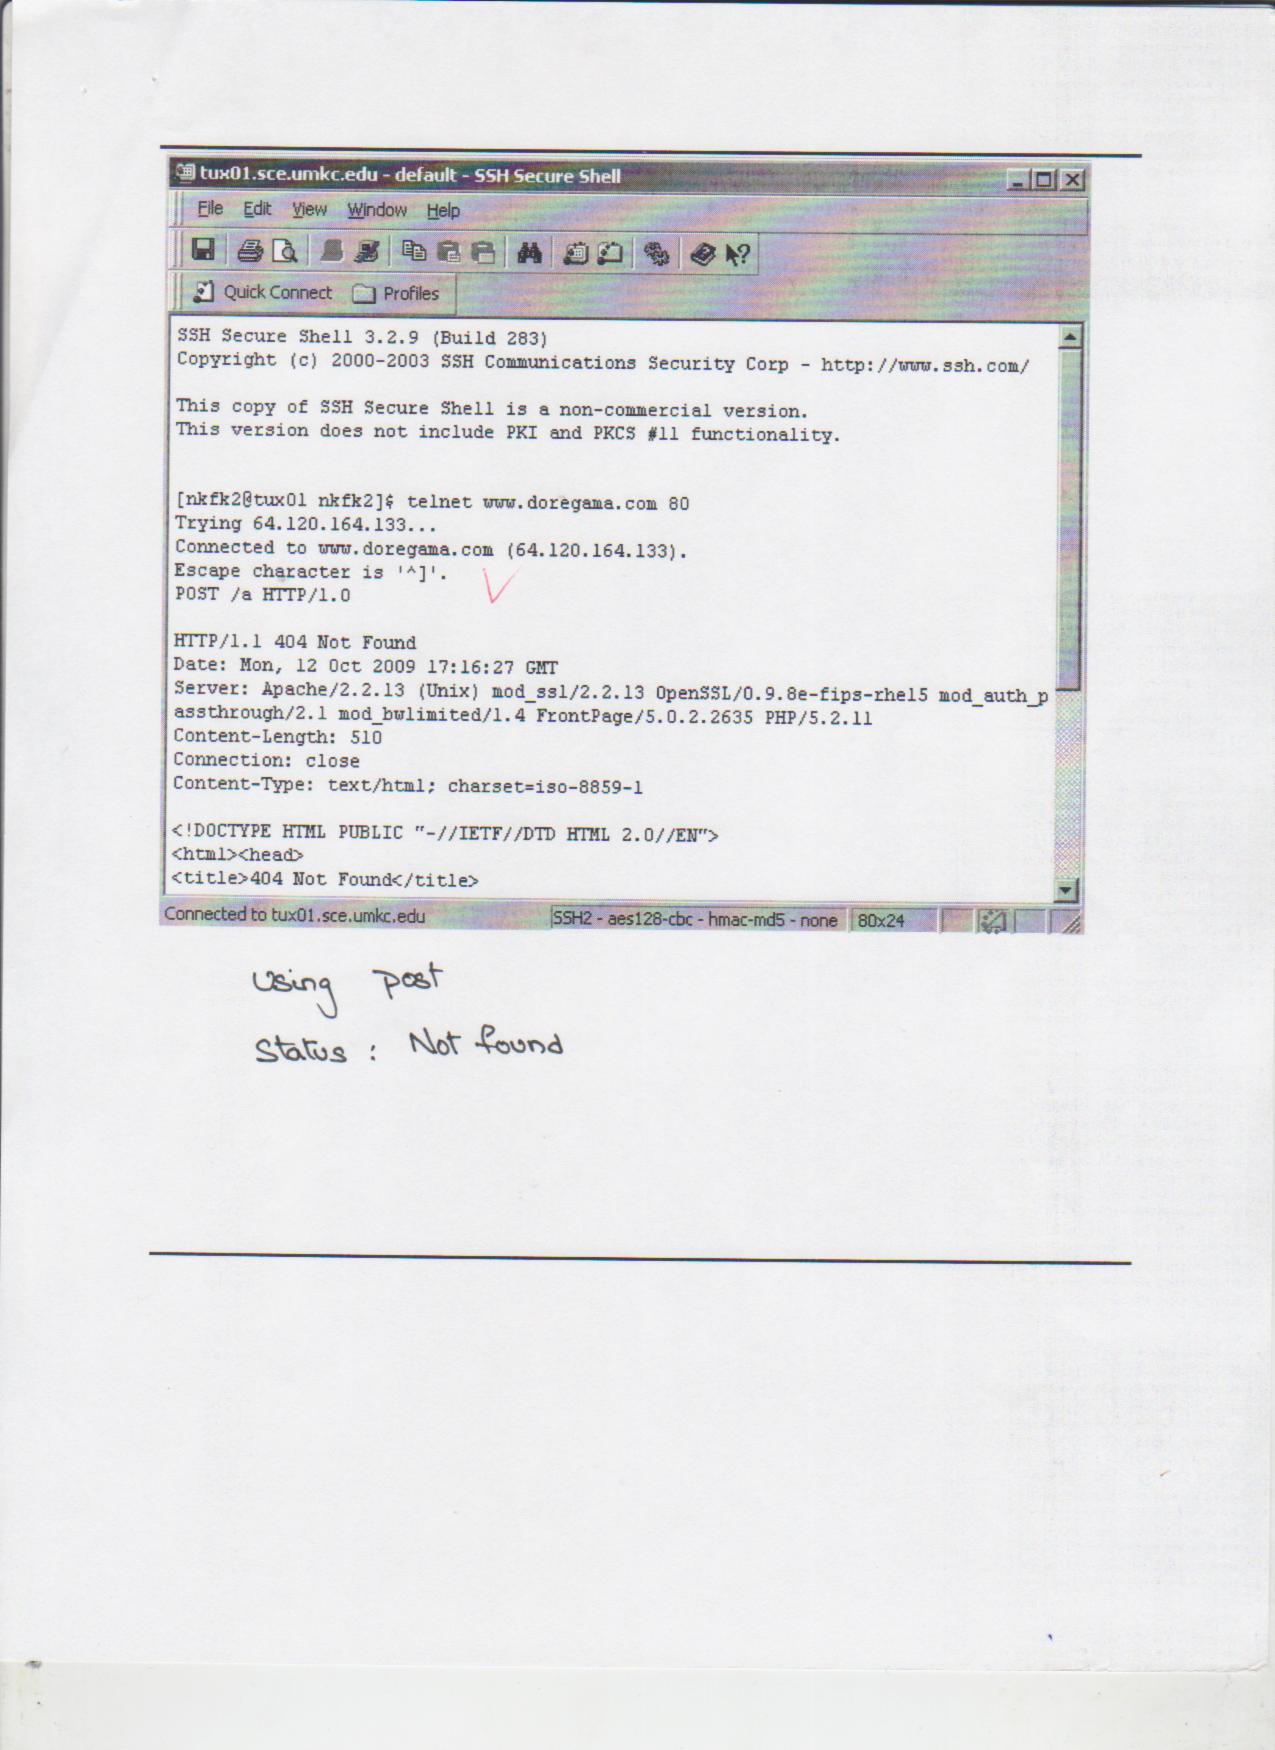 tux01.sce.umkc.edu - default - SSH Secure Shell
File Edit View Window Help
Quick Connect Profiles
SSH Secure Shell 3.2.9 (Build 283)
Copyright (c) 2000-2003 SSH Communications Security Corp - http://www.ssh.com/
This copy of SSH Secure Shell is a non-commercial version.
This version does not include PKI and PKCS #11 functionality.
[nkfk2@tux01 nkfk2]$ telnet www.doregama.com 80
Trying 64.120.164.133...
Connected to www.doregama.com (64.120.164.133).
Escape character is '^]'.
POST /a HTTP/1.0
HTTP/1.1 404 Not Found
Date: Mon, 12 Oct 2009 17:16:27 GMT
Server: Apache/2.2.13 (Unix) mod_ssl/2.2.13 OpenSSL/0.9.8e-fips-rhel5 mod_auth_p
assthrough/2.1 mod_bwlimited/1.4 FrontPage/5.0.2.2635 PHP/5.2.11
Content-Length: 510
Connection: close
Content-Type: text/html; charset=iso-8859-1
<!DOCTYPE HTML PUBLIC "-//IETF//DTD HTML 2.0//EN">
<html><head>
<title>404 Not Found</title>
Connected to tux01.sce.umkc.edu SSH2 - aes128-cbc - hmac-md5 - none 80x24
Using post
Status : Not found